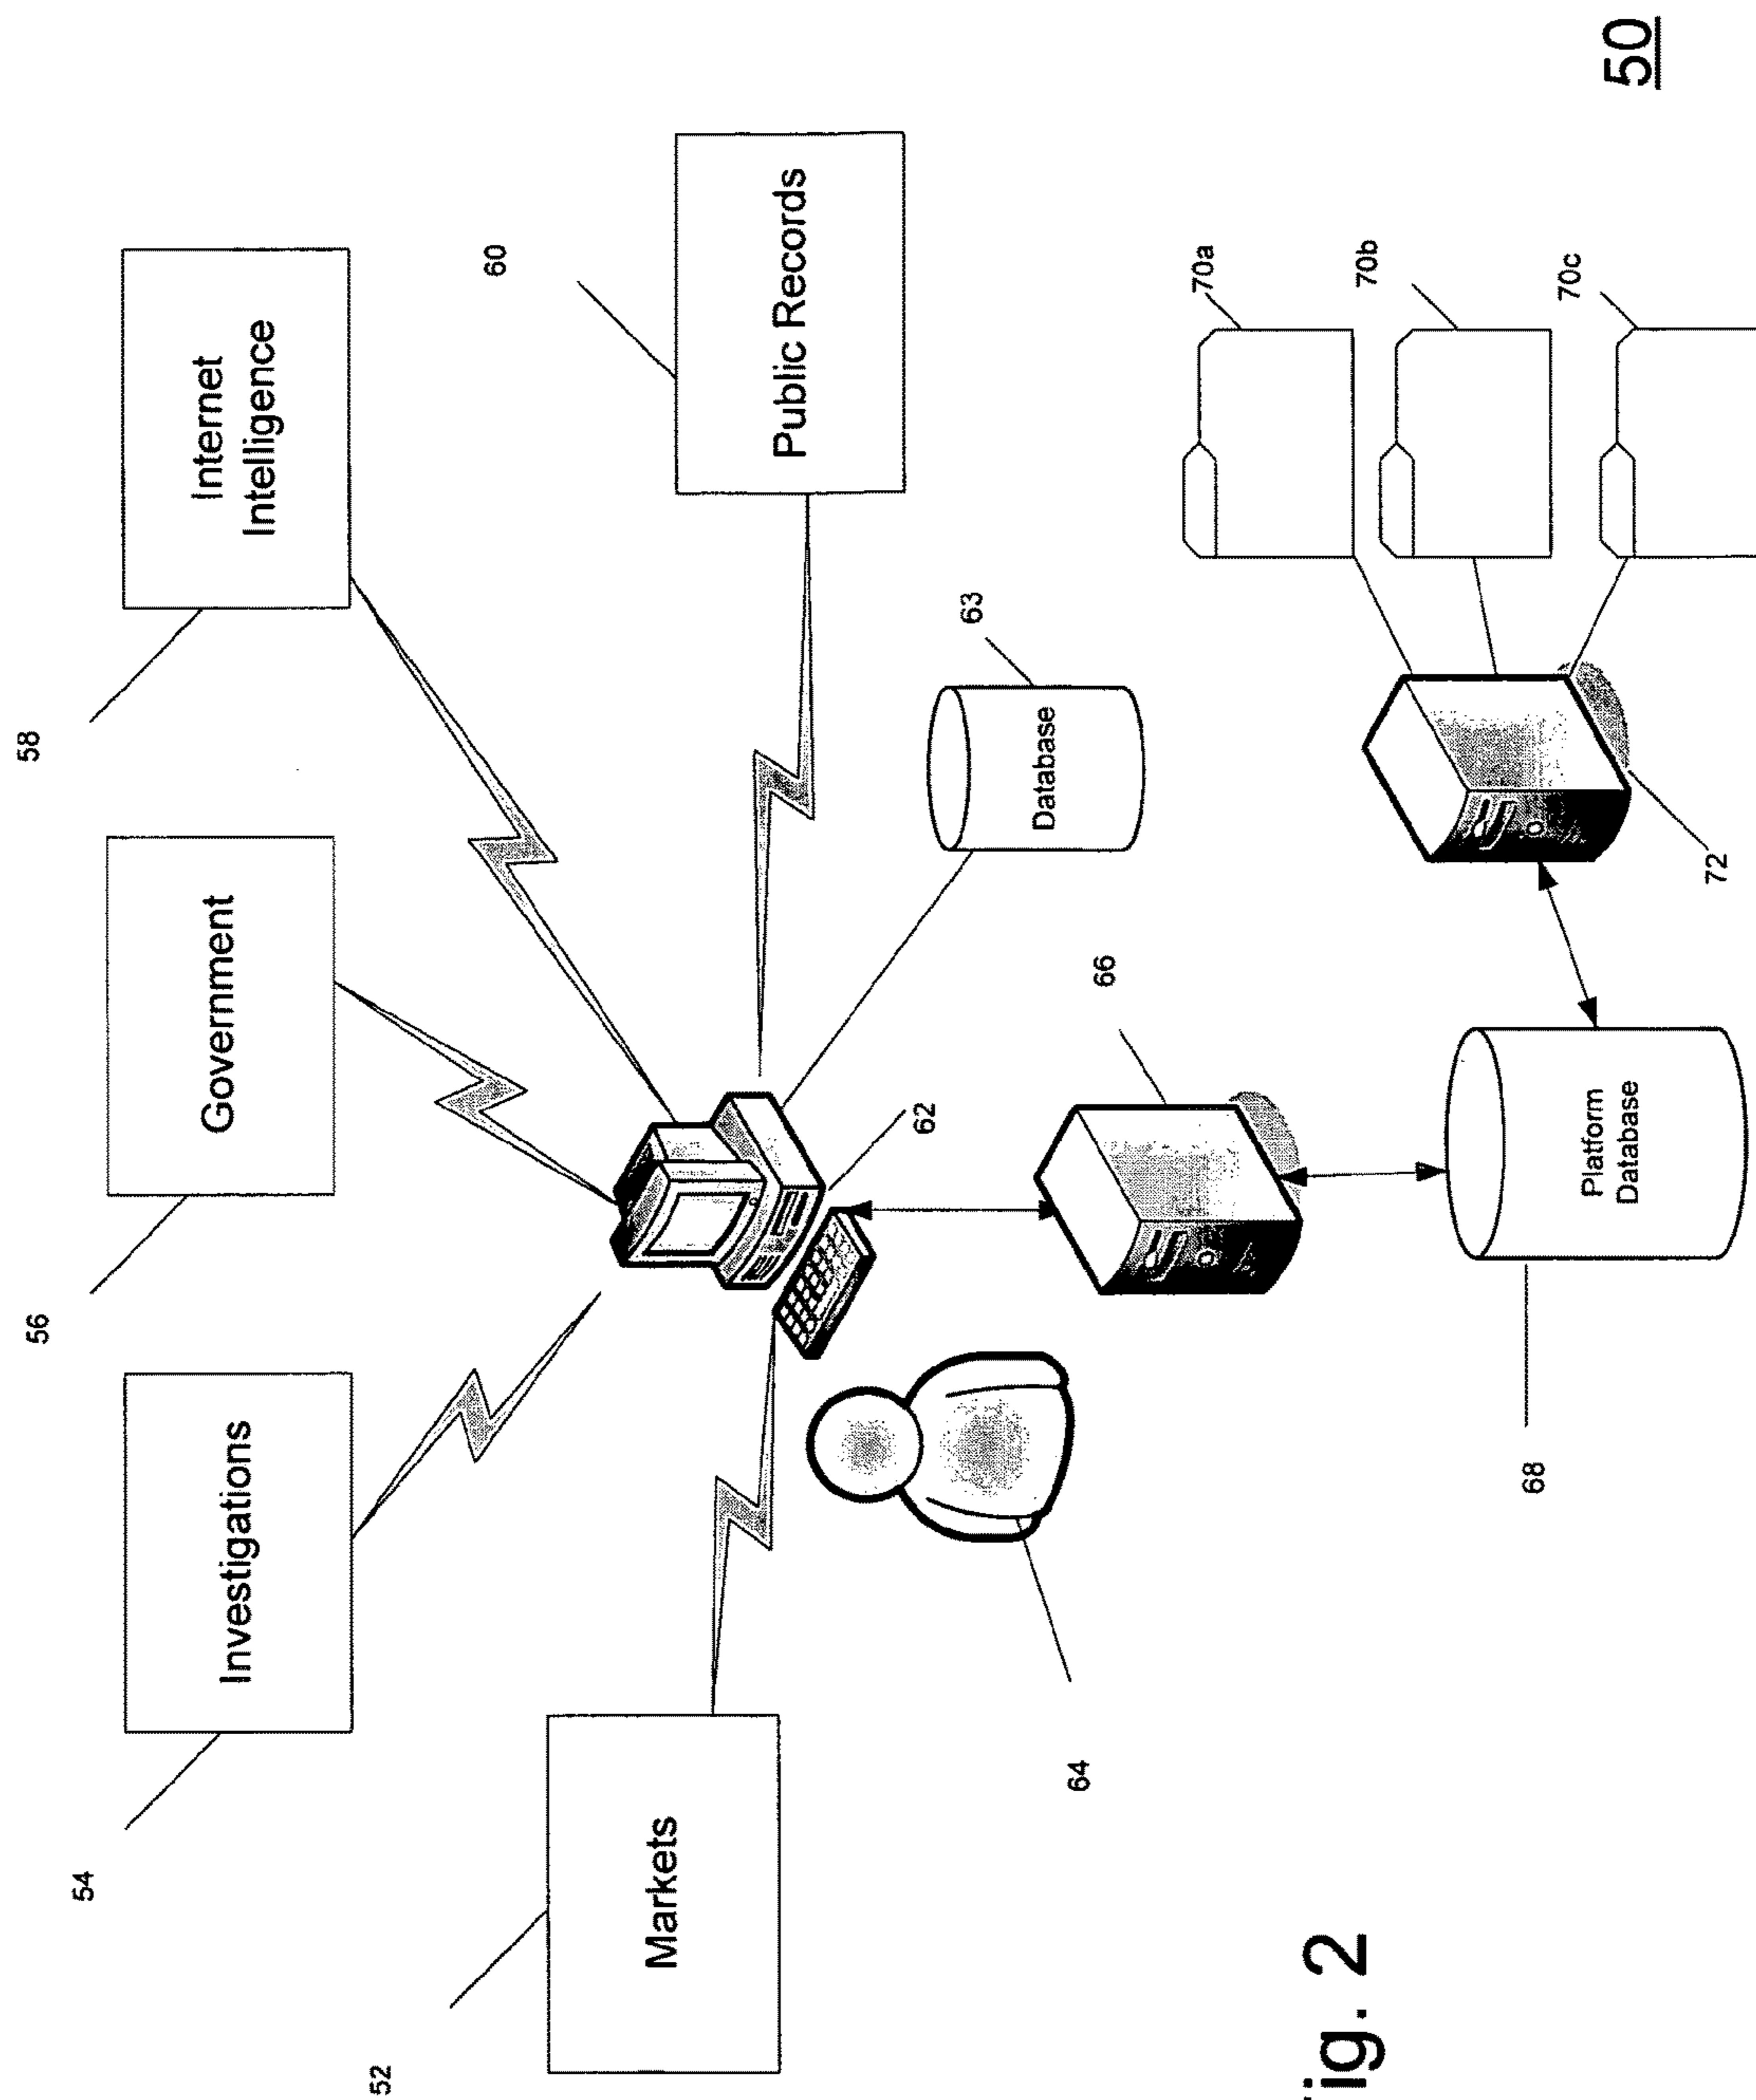 54
56
58
Investigations
Government
Internet
Intelligence
52
60
Markets
Public Records
62
63
Database
64
66
70a
70b
70c
68
Platform
Database
72
Fig. 2
50